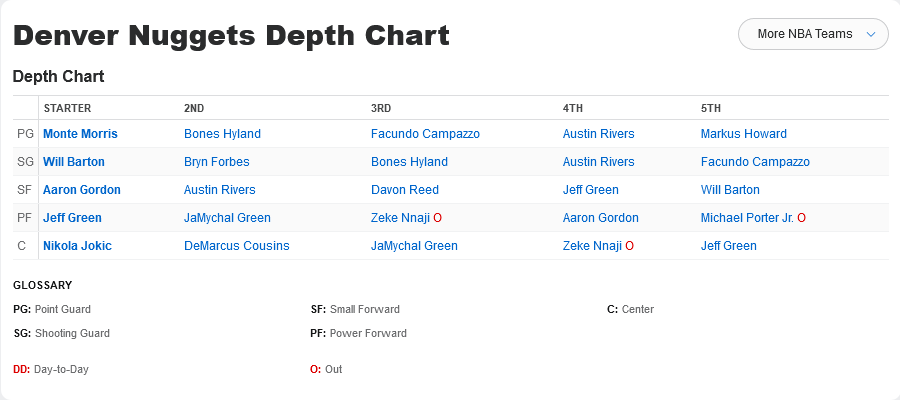 Denver Nuggets Depth Chart
More NBA Teams
Depth Chart
STARTER 2ND 3RD 4TH 5TH
PG Monte Morris Bones Hyland Facundo Campazzo Austin Rivers Markus Howard
SG Will Barton Bryn Forbes Bones Hyland Austin Rivers Facundo Campazzo
SF Aaron Gordon Austin Rivers Davon Reed Jeff Green Will Barton
PF Jeff Green JaMychal Green Zeke Nnaji O Aaron Gordon Michael Porter Jr. O
C Nikola Jokic DeMarcus Cousins JaMychal Green Zeke Nnaji O Jeff Green
GLOSSARY
PG: Point Guard SF: Small Forward C: Center
SG: Shooting Guard PF: Power Forward
DD: Day-to-Day O: Out